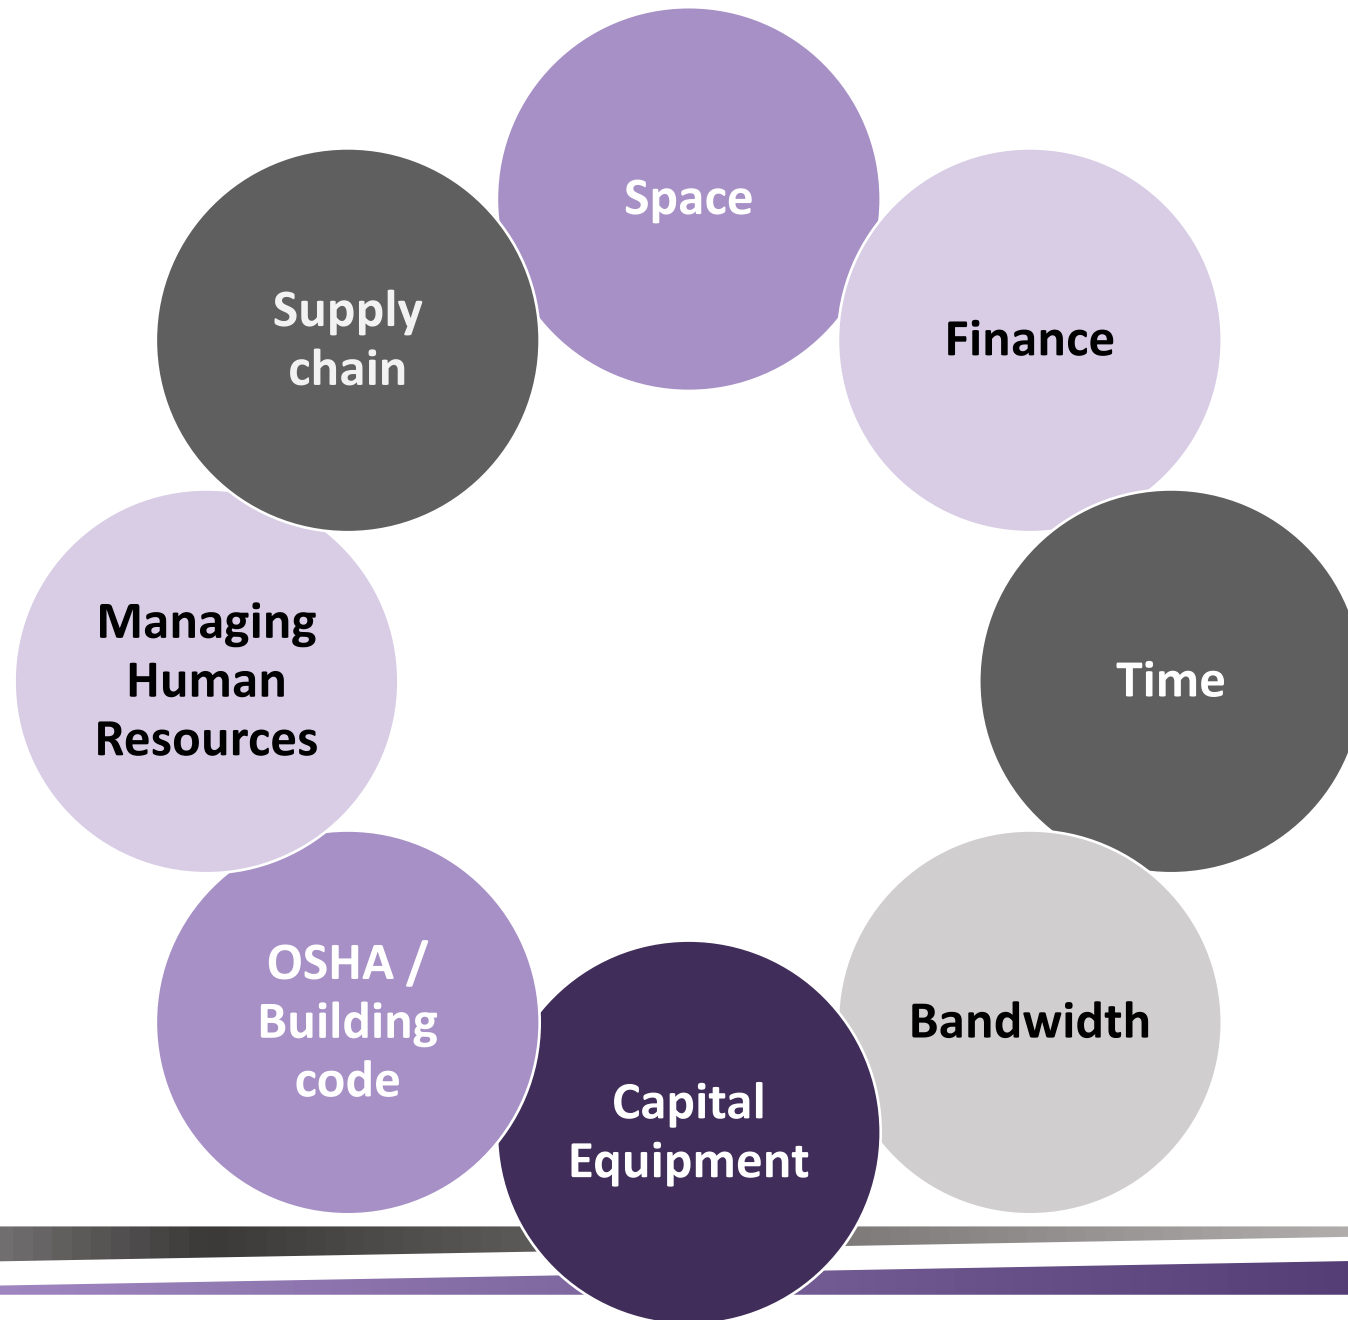 Space
Finance
Time
Bandwidth
Capital
Equipment
OSHA /
Building
code
Managing
Human
Resources
Supply
chain